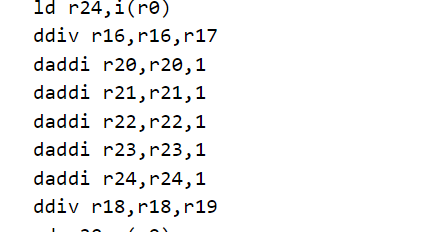 ld r24,i(r0)
ddiv r16,r16,r17
daddi r20,r20,1
daddi r21,r21,1
daddi r22,r22,1
daddi r23,r23,1
daddi r24,r24,1
ddiv r18,r18,r19